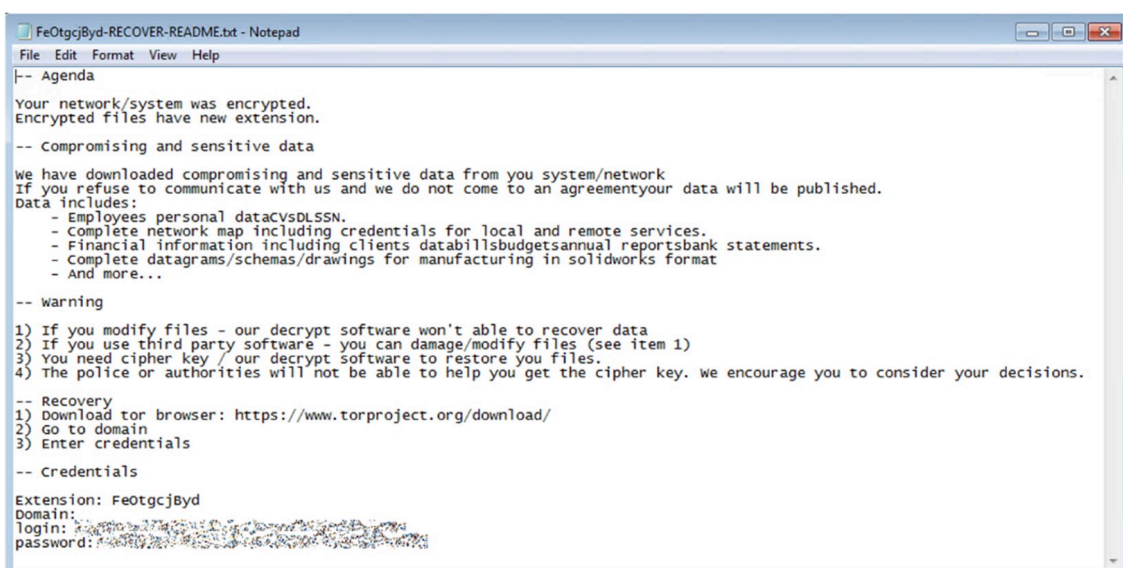 FeOtgcjByd-RECOVER-README.txt - Notepad
File Edit Format View Help
-- Agenda
Your network/system was encrypted.
Encrypted files have new extension.
-- Compromising and sensitive data
We have downloaded compromising and sensitive data from you system/network
If you refuse to communicate with us and we do not come to an agreementyour data will be published.
Data includes:
- Employees personal dataCVsDLSSN.
- Complete network map including credentials for local and remote services.
- Financial information including clients databillsbudgetsannual reportsbank statements.
- Complete datagrams/schemas/drawings for manufacturing in solidworks format
- And more...
-- Warning
1) If you modify files - our decrypt software won't able to recover data
2) If you use third party software - you can damage/modify files (see item 1)
3) You need cipher key / our decrypt software to restore you files.
4) The police or authorities will not be able to help you get the cipher key. We encourage you to consider your decisions.
-- Recovery
1) Download tor browser: https://www.torproject.org/download/
2) Go to domain
3) Enter credentials
-- Credentials
Extension: FeOtgcjByd
Domain:
login:
password: